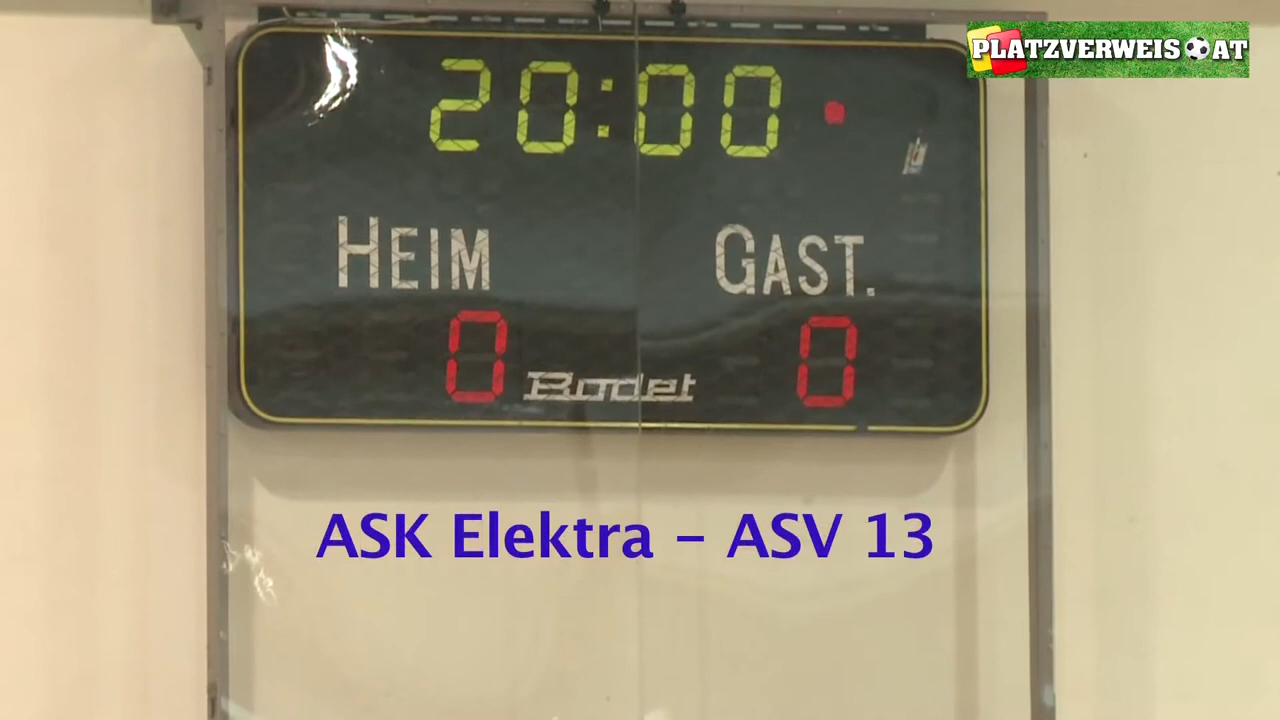 PLATZVERWEIS AT
20:00
HEIM GAST.
0 0
Bodet
ASK Elektra - ASV 13